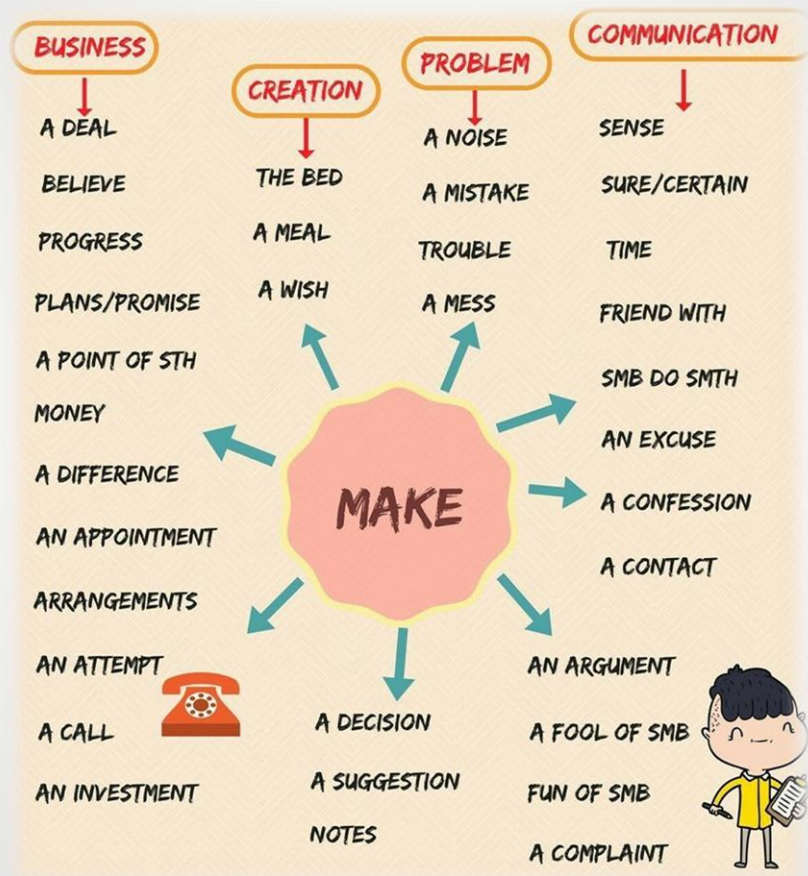 BUSINESS
A DEAL
BELIEVE
PROGRESS
PLANS/PROMISE
A POINT OF STH
MONEY
A DIFFERENCE
AN APPOINTMENT
ARRANGEMENTS
AN ATTEMPT
A CALL
AN INVESTMENT
CREATION
THE BED
A MEAL
A WISH
PROBLEM
A NOISE
A MISTAKE
TROUBLE
A MESS
COMMUNICATION
SENSE
SURE/CERTAIN
TIME
FRIEND WITH
SMB DO SMTH
AN EXCUSE
A CONFESSION
A CONTACT
MAKE
A DECISION
A SUGGESTION
NOTES
AN ARGUMENT
A FOOL OF SMB
FUN OF SMB
A COMPLAINT